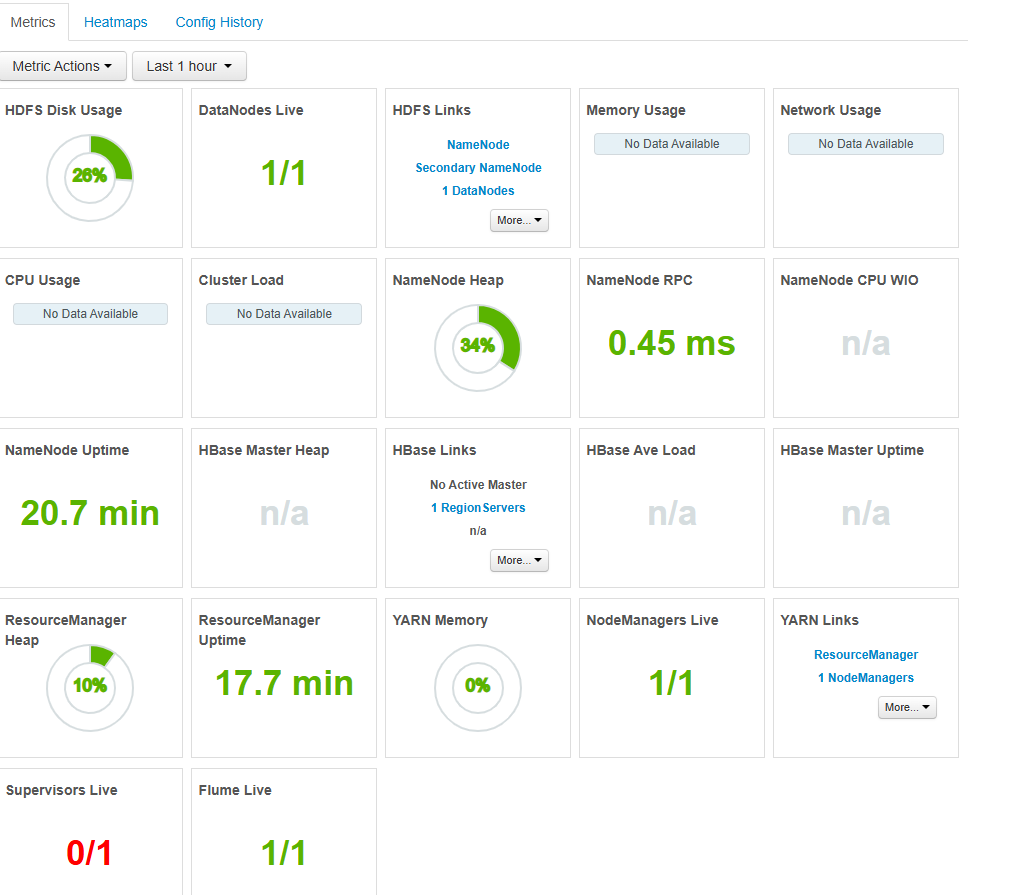 Metrics
Heatmaps
Config History
Metric Actions
Last 1 hour
HDFS Disk Usage
26%
DataNodes Live
1/1
HDFS Links
NameNode
Secondary NameNode
1 DataNodes
More...
Memory Usage
No Data Available
Network Usage
No Data Available
CPU Usage
No Data Available
Cluster Load
No Data Available
NameNode Heap
34%
NameNode RPC
0.45 ms
NameNode CPU WIO
n/a
NameNode Uptime
20.7 min
HBase Master Heap
n/a
HBase Links
No Active Master
1 RegionServers
n/a
More...
HBase Ave Load
n/a
HBase Master Uptime
n/a
ResourceManager
Heap
10%
ResourceManager
Uptime
17.7 min
YARN Memory
0%
NodeManagers Live
1/1
YARN Links
ResourceManager
1 NodeManagers
More...
Supervisors Live
0/1
Flume Live
1/1